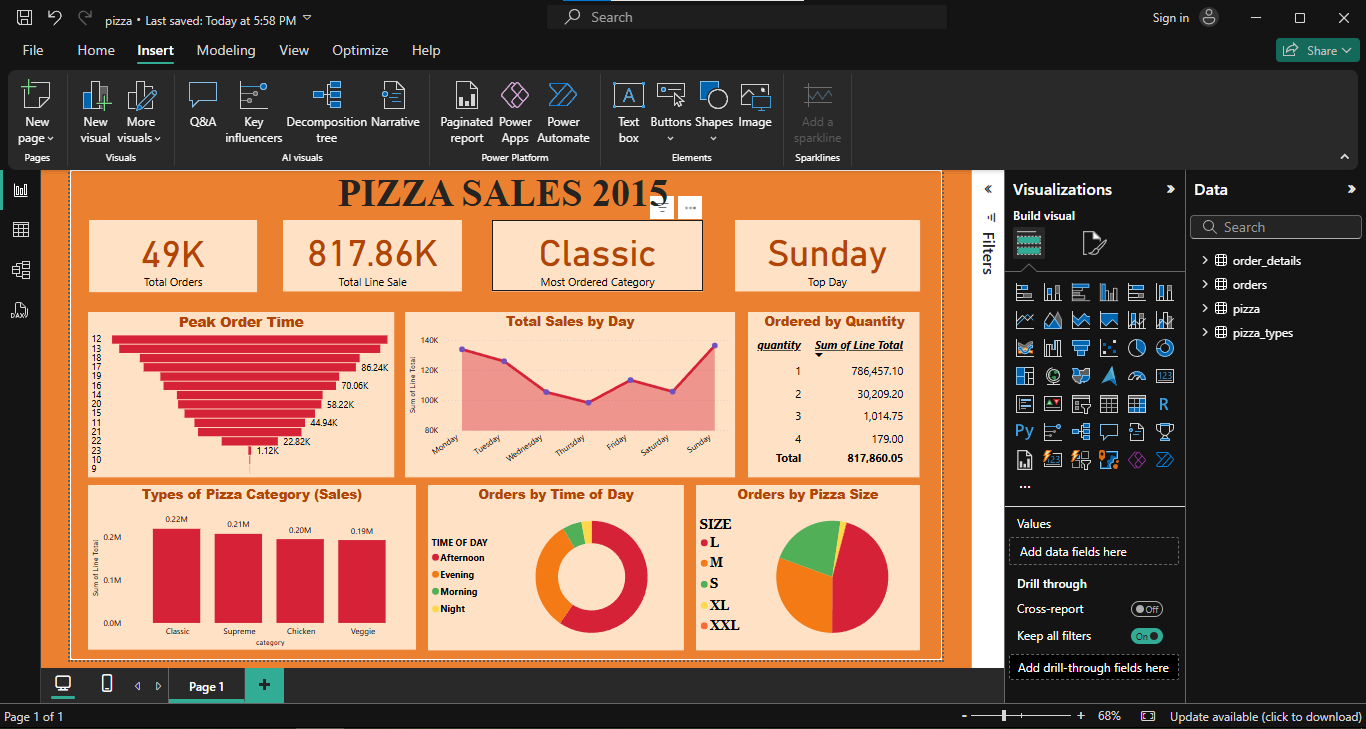 pizza • Last saved: Today at 5:58 PM
Search
Sign in
File Home Insert Modeling View Optimize Help
Share
New page
Pages
New visual
More visuals
Visuals
Q&A
Key influencers
Decomposition tree
Narrative
AI visuals
Paginated report
Power Apps
Power Automate
Power Platform
Text box
Buttons
Shapes
Image
Elements
Add a sparkline
Sparklines
PIZZA SALES 2015
49K
Total Orders
817.86K
Total Line Sale
Classic
Most Ordered Category
Sunday
Top Day
Peak Order Time
12
13
18
17 86.24K
19
16 70.06K
14
20 58.22K
15
11 44.94K
21
22 22.82K
23 1.12K
10
9
Total Sales by Day
Sum of Line Total
140K
120K
100K
80K
Monday Tuesday Wednesday Thursday Friday Saturday Sunday
Ordered by Quantity
quantity Sum of Line Total
1 786,457.10
2 30,209.20
3 1,014.75
4 179.00
Total 817,860.05
Types of Pizza Category (Sales)
Sum of Line Total
0.2M
0.1M
0.0M
0.22M 0.21M 0.20M 0.19M
Classic Supreme Chicken Veggie
category
Orders by Time of Day
TIME OF DAY
Afternoon
Evening
Morning
Night
Orders by Pizza Size
SIZE
L
M
S
XL
XXL
Filters
Visualizations
Build visual
R
Py
123
123
...
Values
Add data fields here
Drill through
Cross-report
Off
Keep all filters
On
Add drill-through fields here
Data
Search
order_details
orders
pizza
pizza_types
Page 1
+
Page 1 of 1
- + 68%
Update available (click to download)
DAX